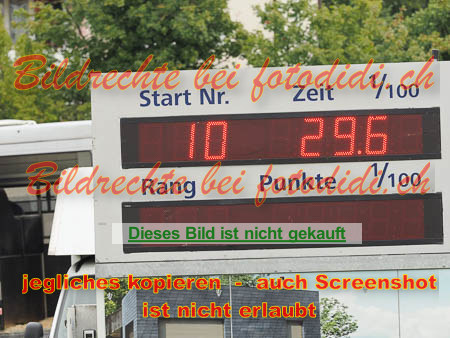 Bildrechte bei fotodidi.ch
Start Nr. Zeit 1/100
10 29.6
Bildrechte bei fotodidi.ch
Rang Punkte 1/100
Dieses Bild ist nicht gekauft
jegliches kopieren - auch Screenshot
ist nicht erlaubt